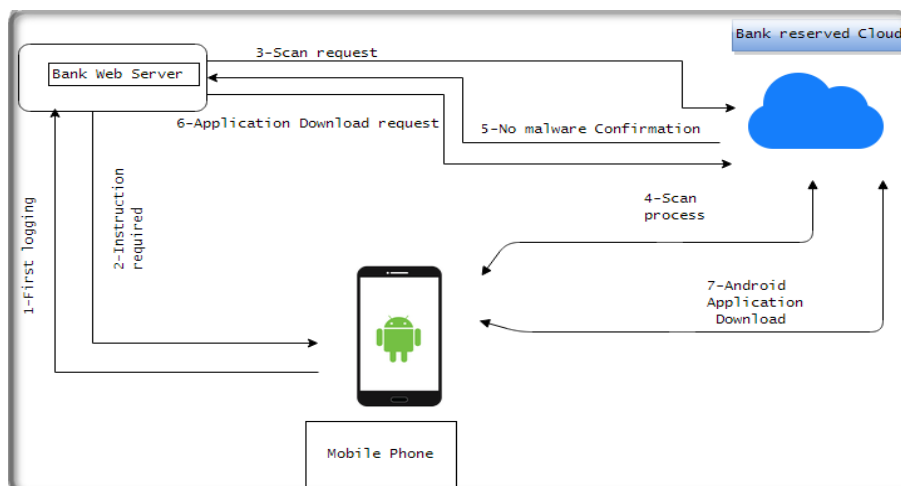 Bank reserved Cloud
3-Scan request
Bank Web Server
6-Application Download request
5-No malware Confirmation
1-First logging
2-Instruction
required
4-Scan
process
7-Android
Application
Download
Mobile Phone